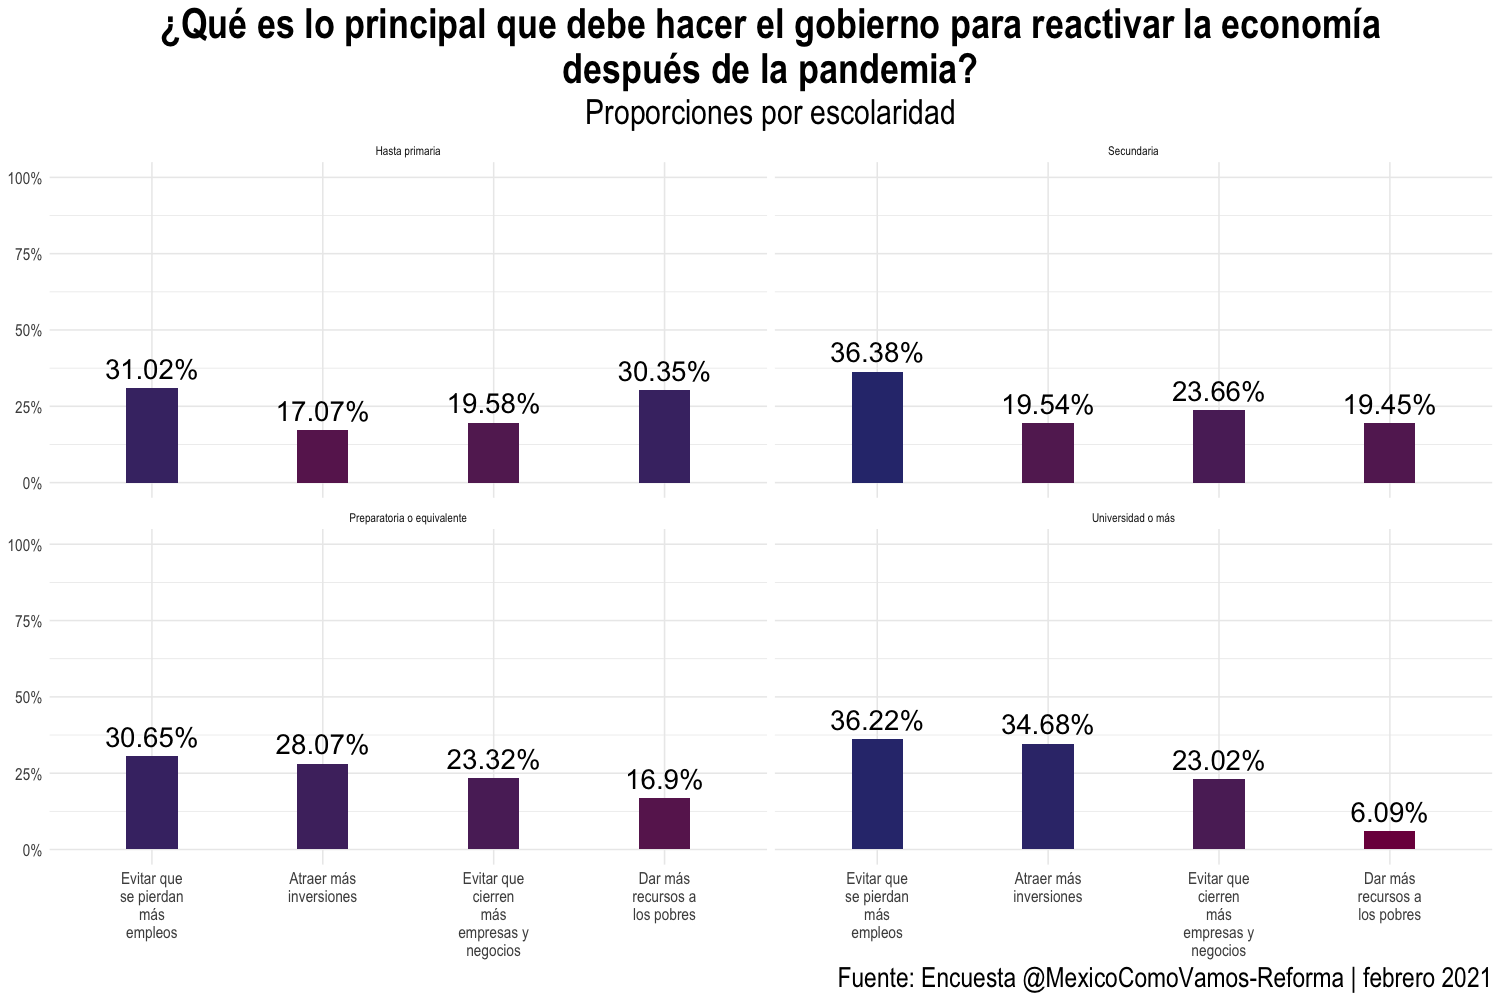 ¿Qué es lo principal que debe hacer el gobierno para reactivar la economía
después de la pandemia?
Proporciones por escolaridad
Hasta primaria
100%
75%
50%
25%
0%
31.02%
17.07%
19.58%
30.35%
Secundaria
36.38%
19.54%
23.66%
19.45%
Preparatoria o equivalente
100%
75%
50%
25%
0%
30.65%
28.07%
23.32%
16.9%
Evitar que
se pierdan
más
empleos
Atraer más
inversiones
Evitar que
cierren
más
empresas y
negocios
Dar más
recursos a
los pobres
Universidad o más
36.22%
34.68%
23.02%
6.09%
Evitar que
se pierdan
más
empleos
Atraer más
inversiones
Evitar que
cierren
más
empresas y
negocios
Dar más
recursos a
los pobres
Fuente: Encuesta @MexicoComoVamos-Reforma | febrero 2021